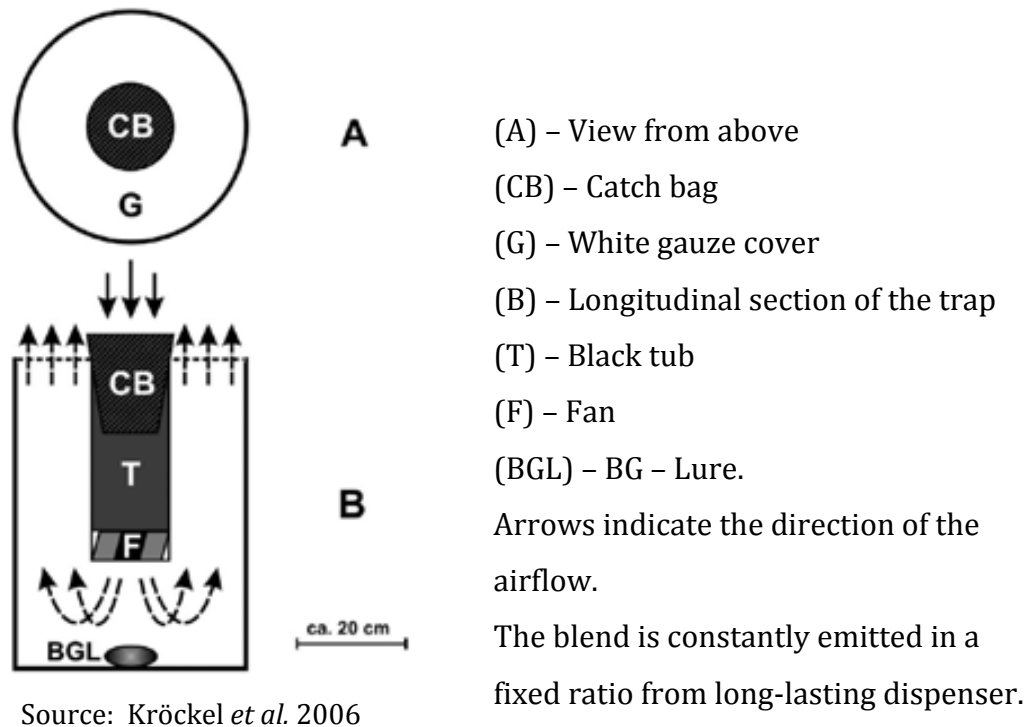 CB
G
A
CB
T
F
BGL
B
ca. 20 cm
Source: Kröckel et al. 2006
(A) – View from above
(CB) – Catch bag
(G) – White gauze cover
(B) – Longitudinal section of the trap
(T) – Black tub
(F) – Fan
(BGL) – BG – Lure.
Arrows indicate the direction of the
airflow.
The blend is constantly emitted in a
fixed ratio from long-lasting dispenser.